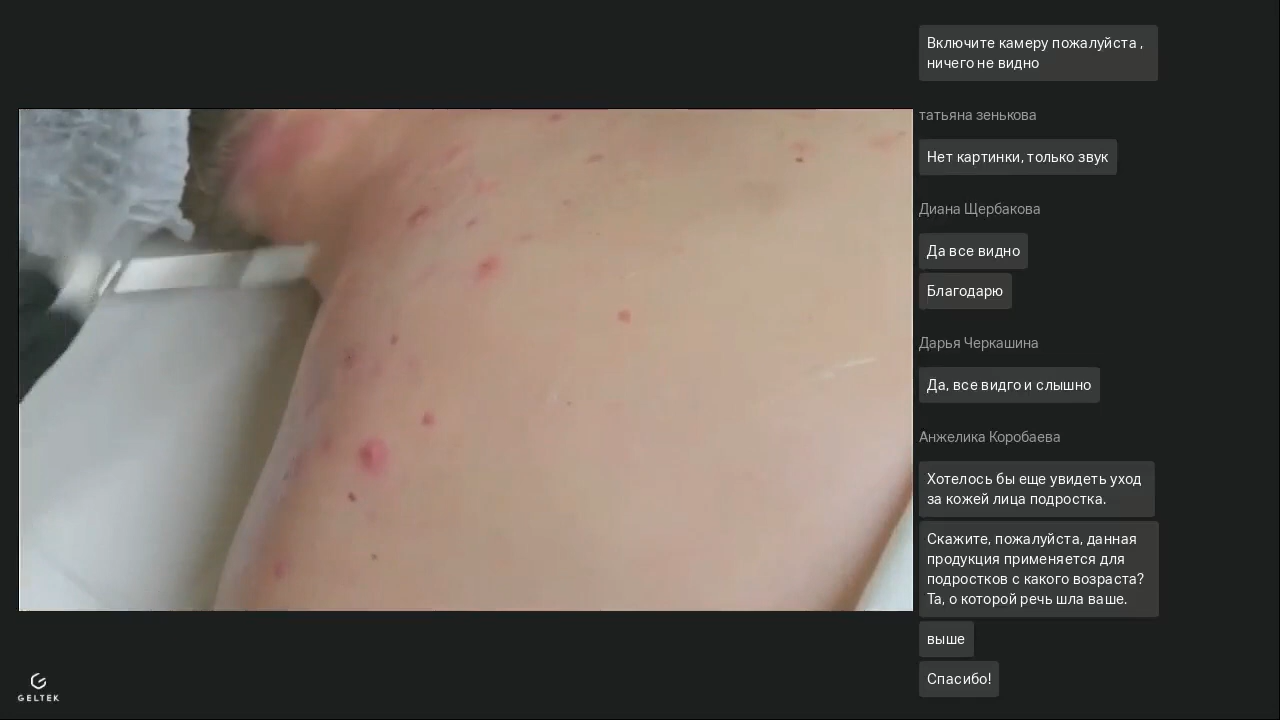 Включите камеру пожалуйста ,
ничего не видно
татьяна зенькова
Нет картинки, только звук
Диана Щербакова
Да все видно
Благодарю
Дарья Черкашина
Да, все видго и слышно
Анжелика Коробаева
Хотелось бы еще увидеть уход
за кожей лица подростка.
Скажите, пожалуйста, данная
продукция применяется для
подростков с какого возраста?
Та, о которой речь шла ваше.
выше
Спасибо!
GELTEK